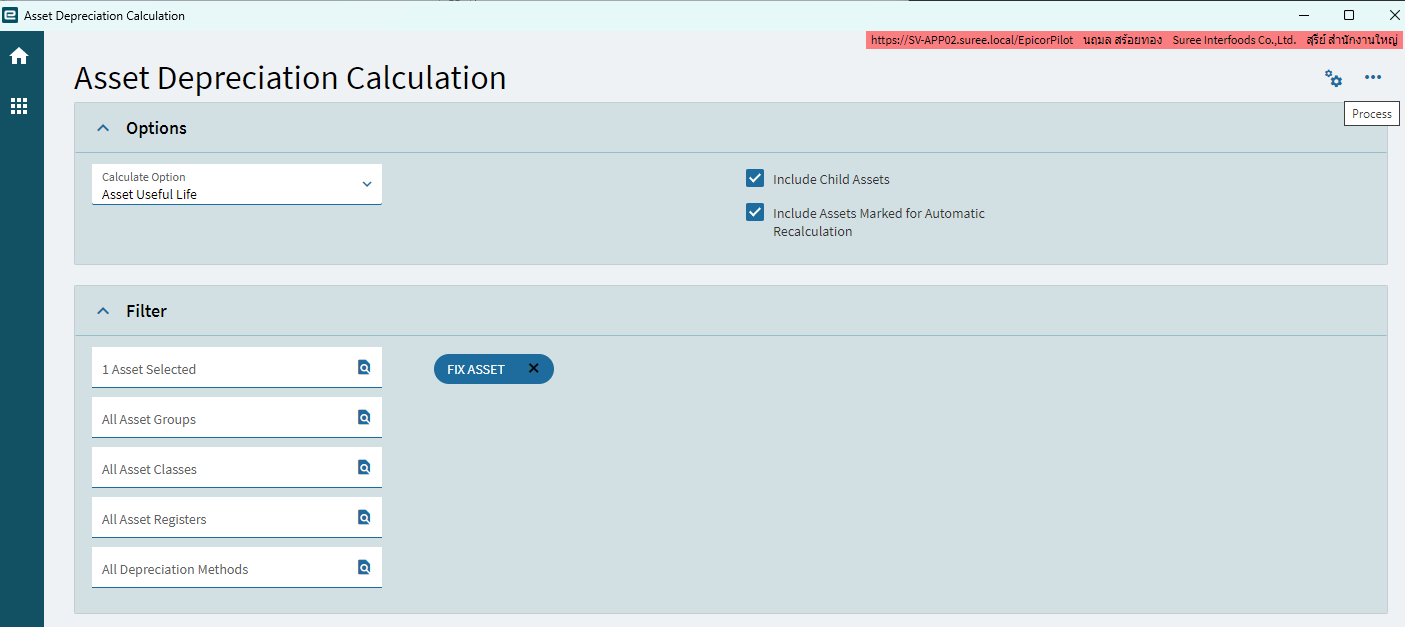 Asset Depreciation Calculation
https://SV-APP02.suree.local/EpicorPilot นฤมล สร้อยทอง Suree Interfoods Co.,Ltd. สุรีย์ สำนักงานใหญ่
Asset Depreciation Calculation
Process
Options
Calculate Option
Asset Useful Life
Include Child Assets
Include Assets Marked for Automatic
Recalculation
Filter
1 Asset Selected
FIX ASSET
All Asset Groups
All Asset Classes
All Asset Registers
All Depreciation Methods